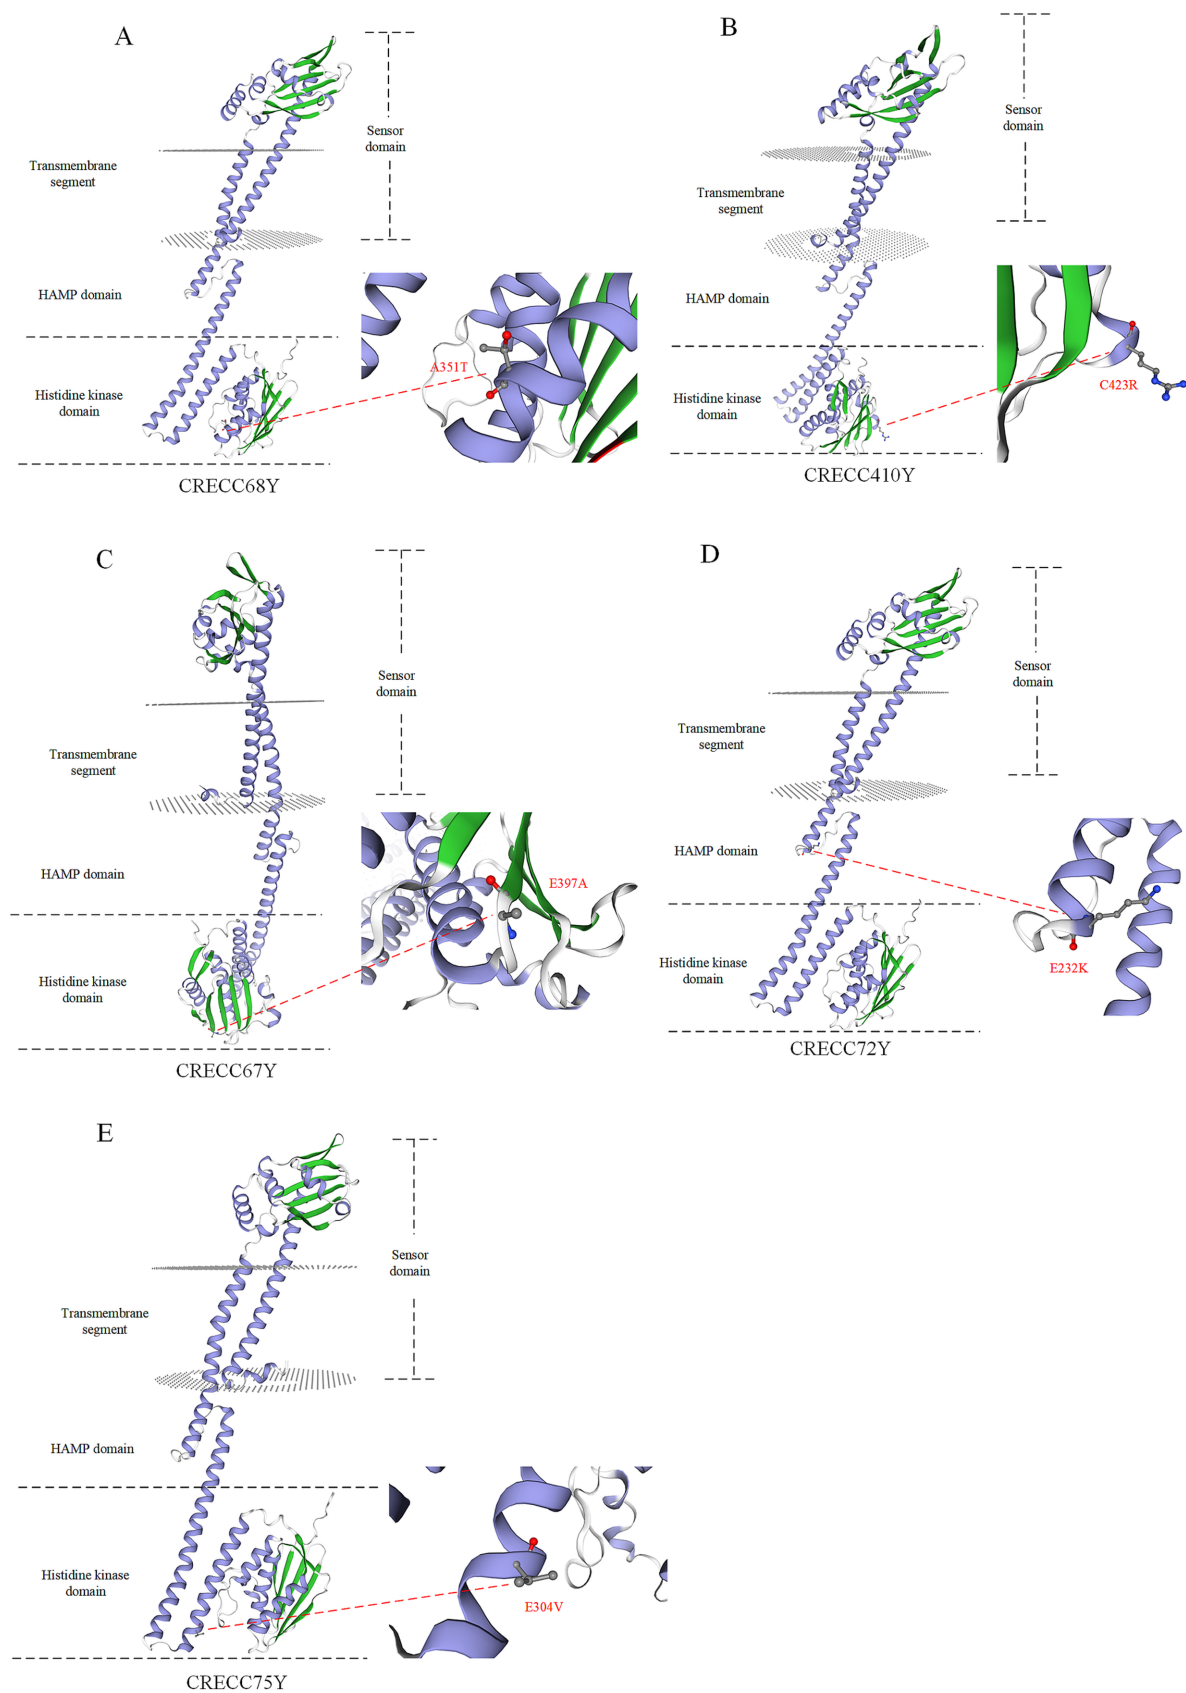 A
Sensor
domain
Transmembrane
segment
HAMP domain
A351T
Histidine kinase
domain
CRECC68Y
B
Sensor
domain
Transmembrane
segment
HAMP domain
C423R
Histidine kinase
domain
CRECC410Y
C
Sensor
domain
Transmembrane
segment
HAMP domain
E397A
Histidine kinase
domain
CRECC67Y
D
Sensor
domain
Transmembrane
segment
HAMP domain
E232K
Histidine kinase
domain
CRECC72Y
E
Sensor
domain
Transmembrane
segment
HAMP domain
Histidine kinase
domain
E304V
CRECC75Y